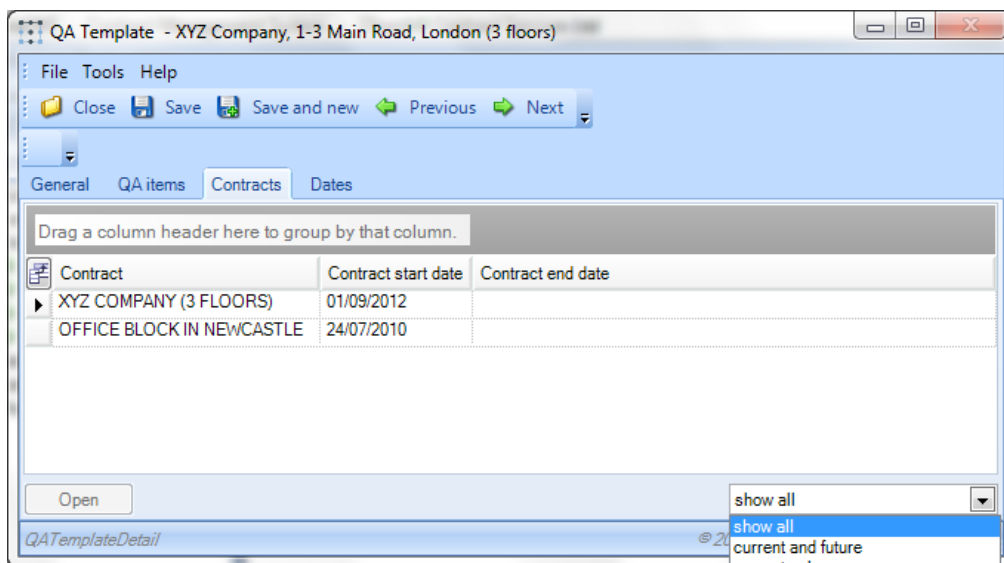 QA Template - XYZ Company, 1-3 Main Road, London (3 floors)
File Tools Help
Close Save Save and new Previous Next
General QA items Contracts Dates
Drag a column header here to group by that column.
Contract Contract start date Contract end date
XYZ COMPANY (3 FLOORS) 01/09/2012
OFFICE BLOCK IN NEWCASTLE 24/07/2010
Open show all
show all
QATemplateDetail © 20
current and future